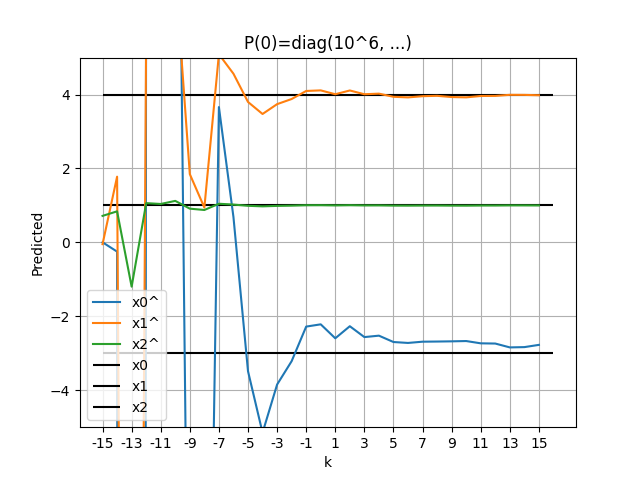 P(0)=diag(10^6, ...)
Predicted
4
2
0
−2
−4
x0^
x1^
x2^
x0
x1
x2
-15 -13 -11 -9 -7 -5 -3 -1 1 3 5 7 9 11 13 15
k